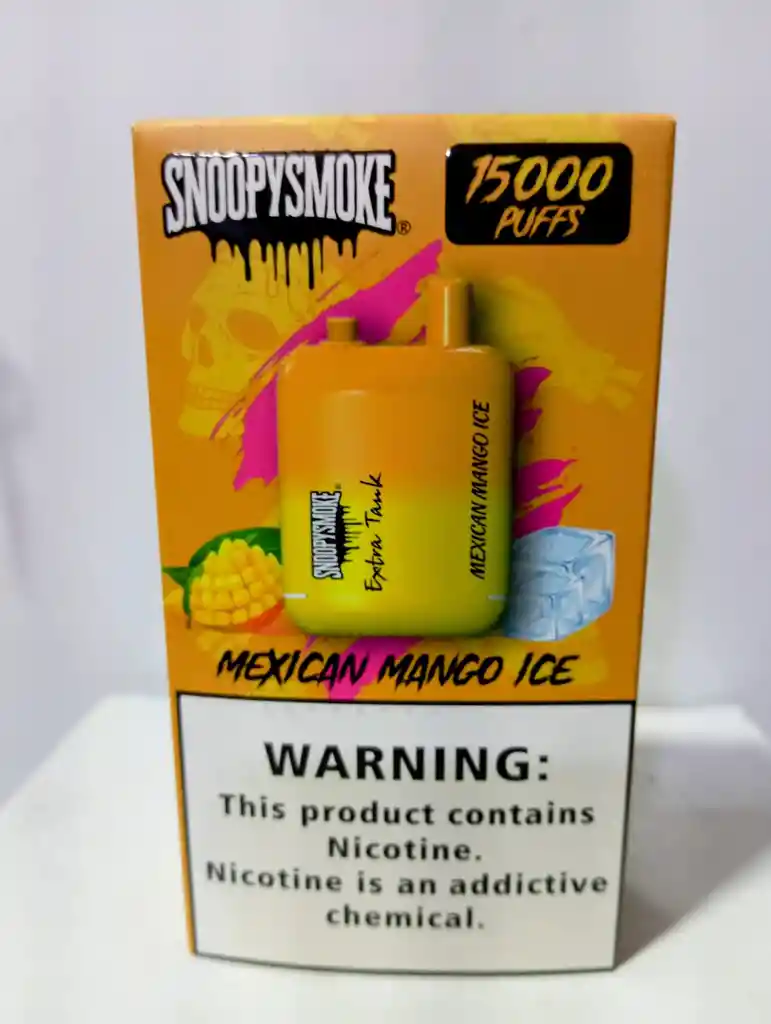 SNOOPYSMOKE®
15000
PUFFS
SNOOPYSMOKE®
Extra Tank
MEXICAN MANGO ICE
MEXICAN MANGO ICE
WARNING:
This product contains
Nicotine.
Nicotine is an addictive
chemical.